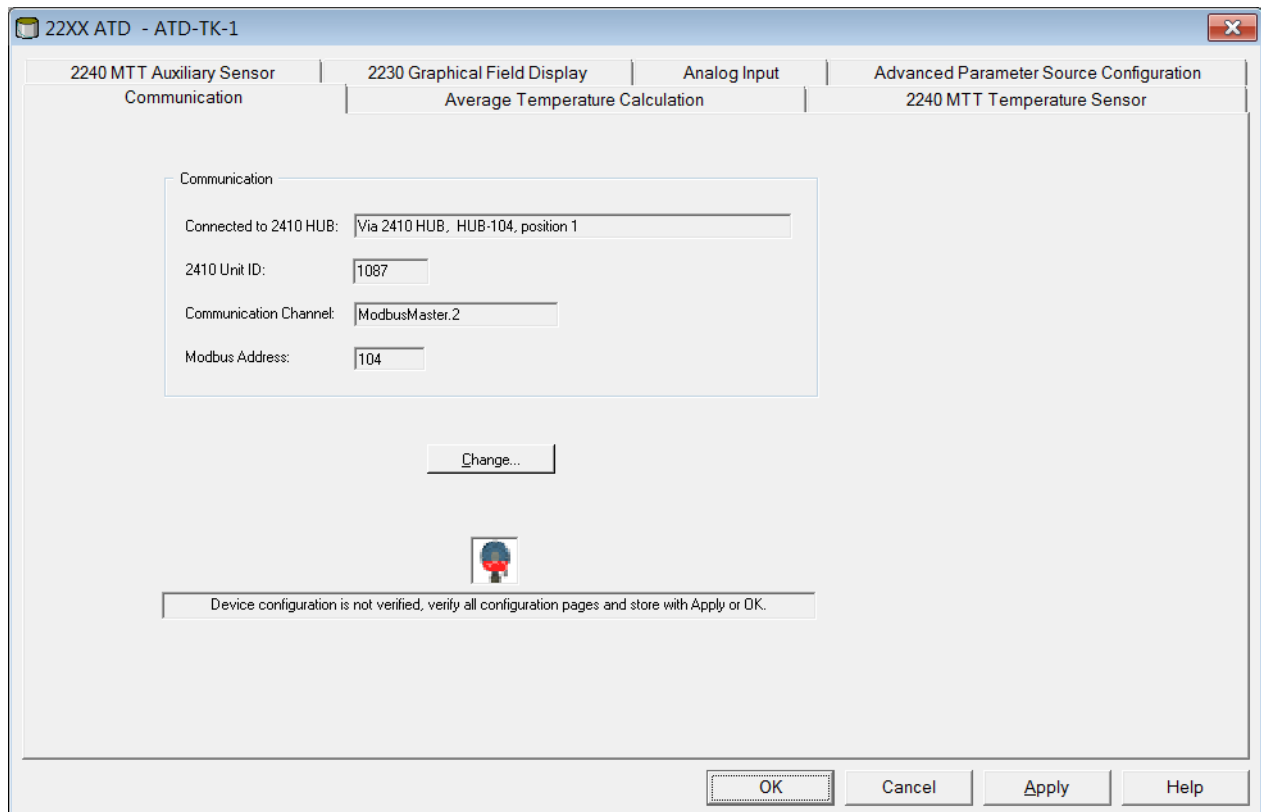 22XX ATD - ATD-TK-1
2240 MTT Auxiliary Sensor 2230 Graphical Field Display Analog Input Advanced Parameter Source Configuration
Communication Average Temperature Calculation 2240 MTT Temperature Sensor
Communication
Connected to 2410 HUB: Via 2410 HUB, HUB-104, position 1
2410 Unit ID: 1087
Communication Channel: ModbusMaster.2
Modbus Address: 104
Change...
Device configuration is not verified, verify all configuration pages and store with Apply or OK.
OK Cancel Apply Help